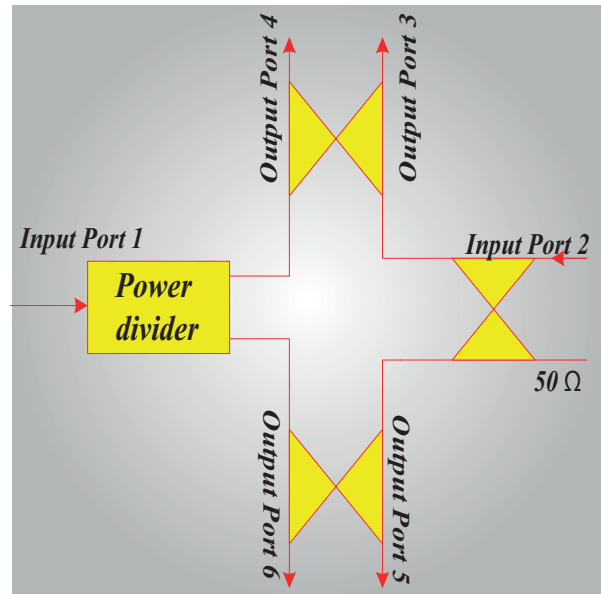 Output Port 4
Output Port 3
Input Port 1
Input Port 2
Power
divider
50 Ω
Output Port 6
Output Port 5